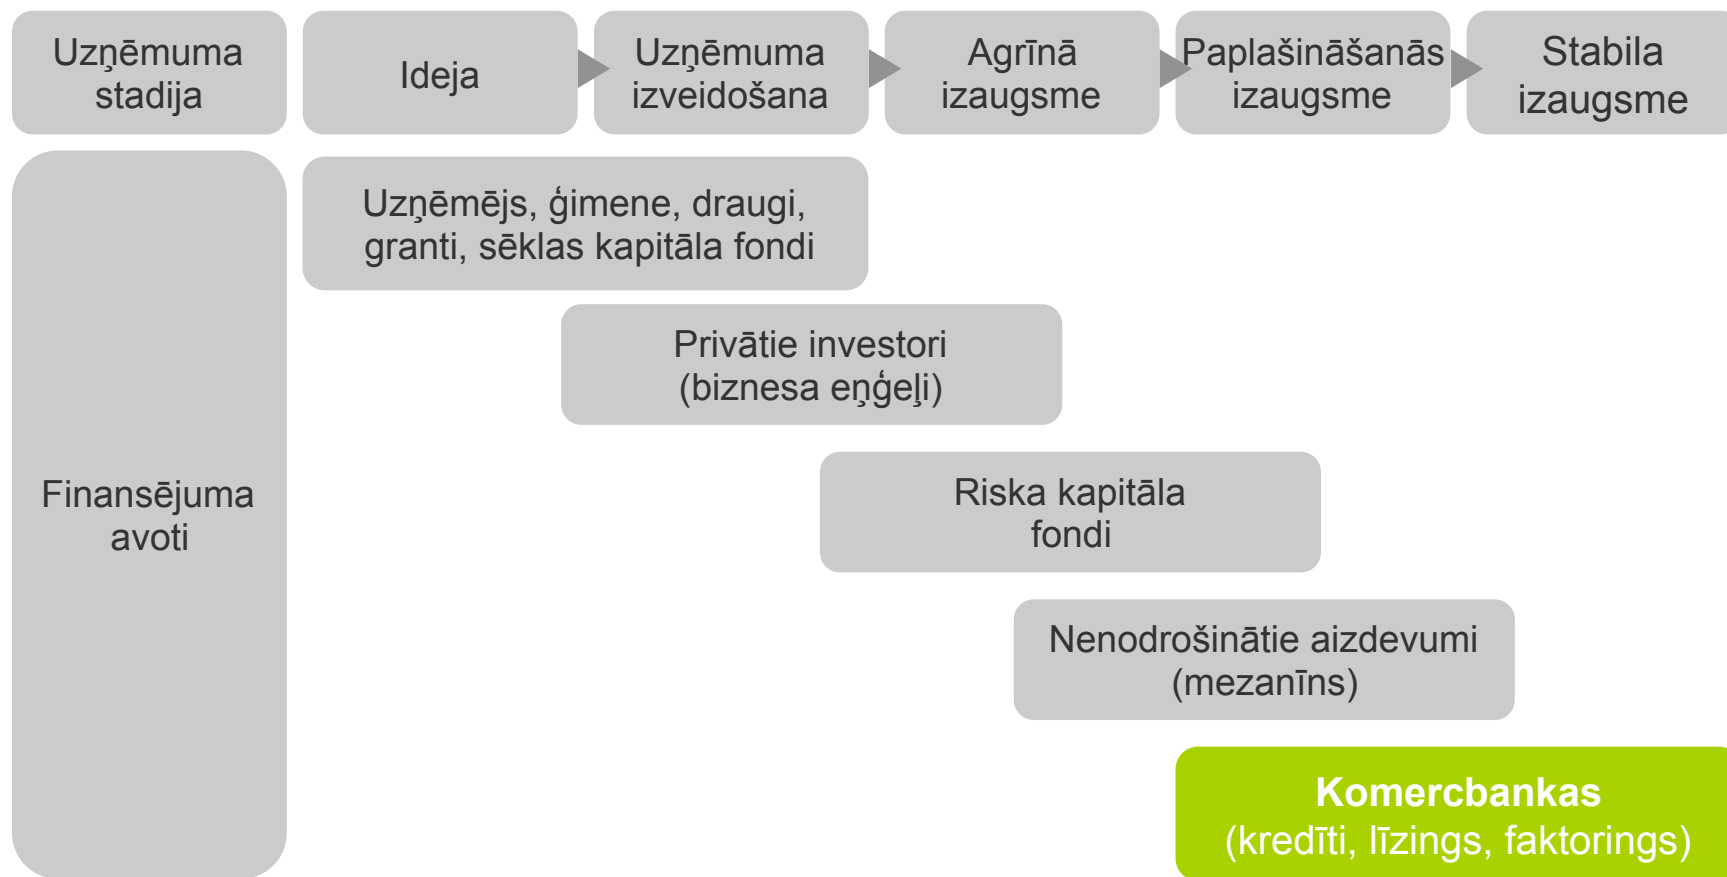 Uzņēmuma
stadija
Ideja
Uzņēmuma
izveidošana
Agrīnā
izaugsme
Paplašināšanās
izaugsme
Stabila
izaugsme
Finansējuma
avoti
Uzņēmējs, ģimene, draugi,
granti, sēklas kapitāla fondi
Privātie investori
(biznesa eņģeļi)
Riska kapitāla
fondi
Nenodrošinātie aizdevumi
(mezanīns)
Komercbankas
(kredīti, līzings, faktorings)